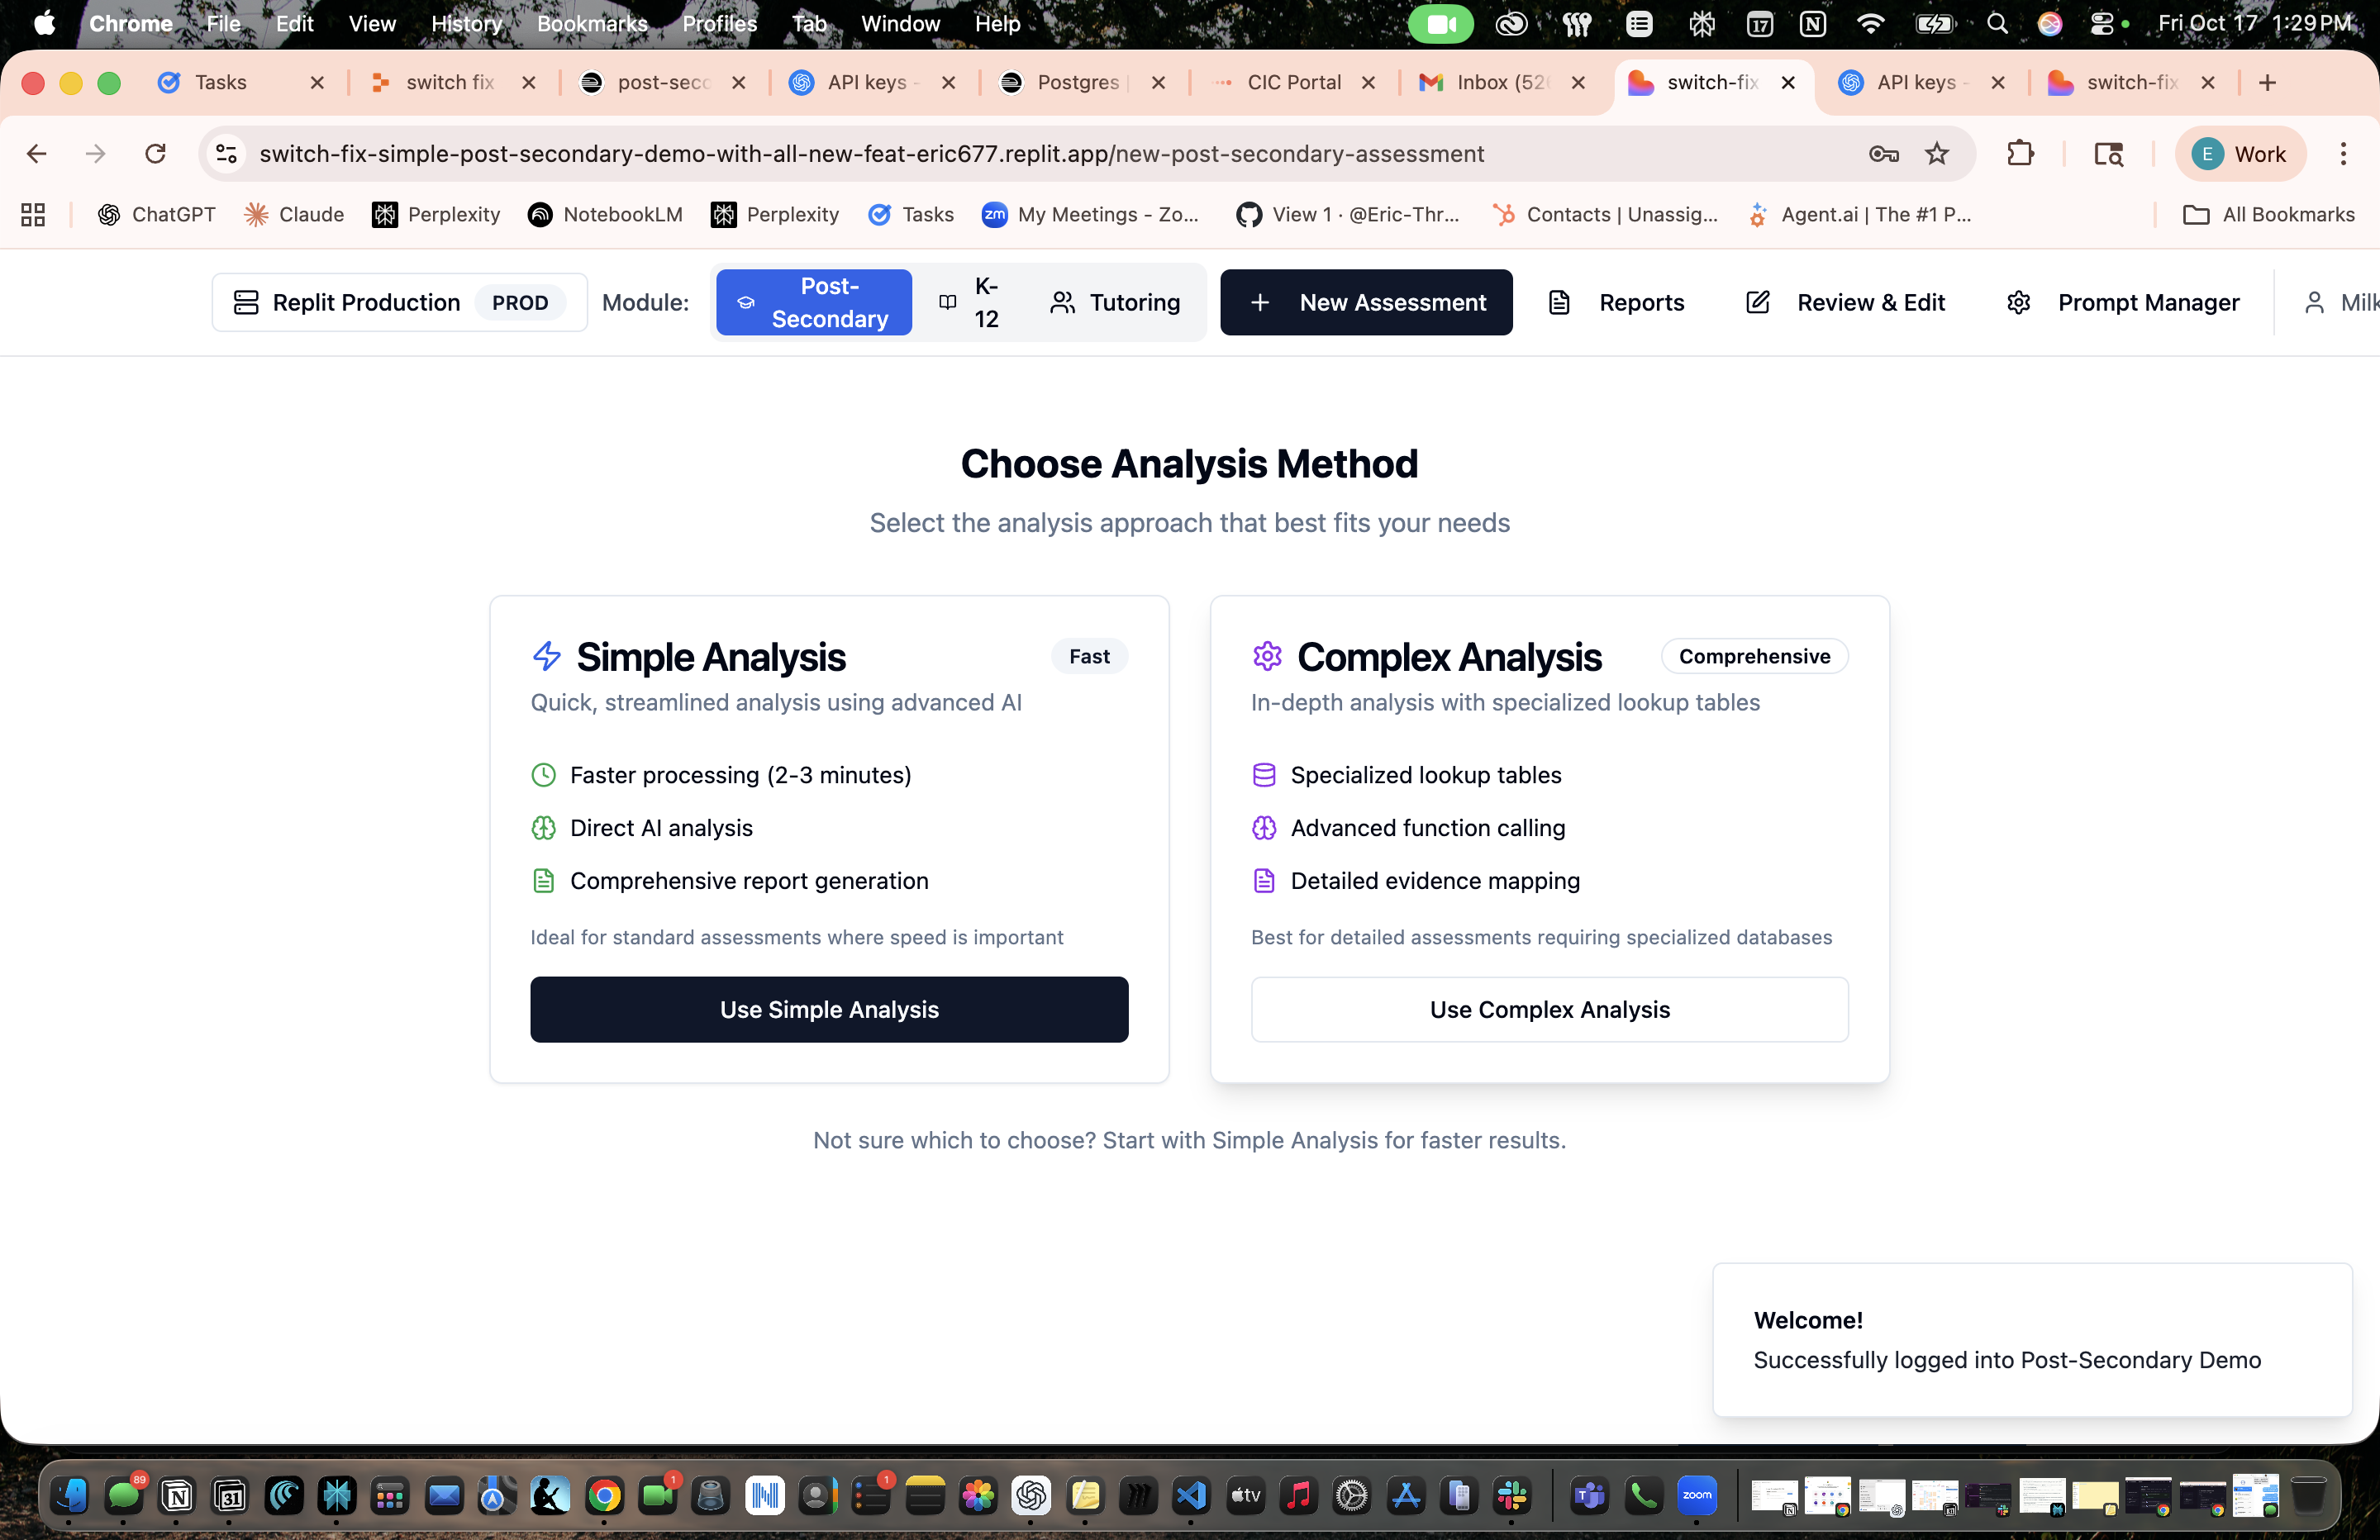 Chrome File Edit View History Bookmarks Profiles Tab Window Help 17 Fri Oct 17 1:29 PM
Tasks switch fix post-seco API keys - Postgres CIC Portal Inbox (52 switch-fix API keys - switch-fix
switch-fix-simple-post-secondary-demo-with-all-new-feat-eric677.replit.app/new-post-secondary-assessment E Work
ChatGPT Claude Perplexity NotebookLM Perplexity Tasks zm My Meetings - Zo... View 1 · @Eric-Thr... Contacts | Unassig... Agent.ai | The #1 P... All Bookmarks
Replit Production PROD Module: Post-Secondary K-12 Tutoring New Assessment Reports Review & Edit Prompt Manager Milk
Choose Analysis Method
Select the analysis approach that best fits your needs
Simple Analysis Fast
Quick, streamlined analysis using advanced AI
Faster processing (2-3 minutes)
Direct AI analysis
Comprehensive report generation
Ideal for standard assessments where speed is important
Use Simple Analysis
Complex Analysis Comprehensive
In-depth analysis with specialized lookup tables
Specialized lookup tables
Advanced function calling
Detailed evidence mapping
Best for detailed assessments requiring specialized databases
Use Complex Analysis
Not sure which to choose? Start with Simple Analysis for faster results.
Welcome!
Successfully logged into Post-Secondary Demo
89 31 1 1 tv zoom